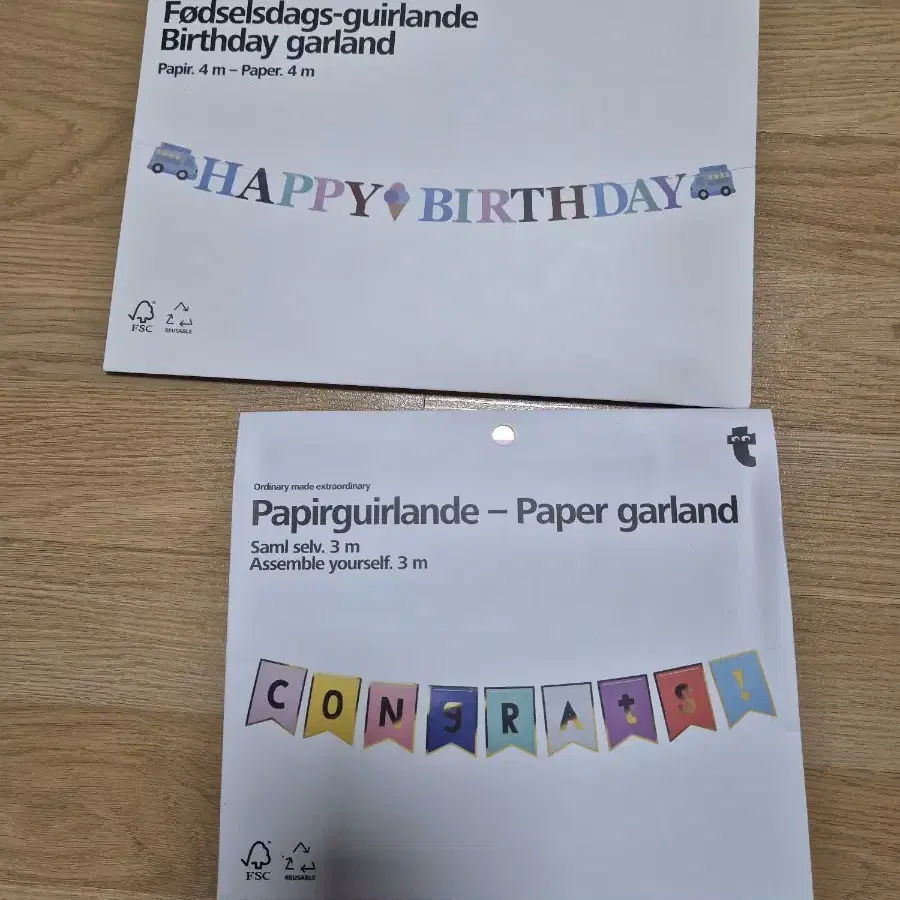 Fødselsdags-guirlande
Birthday garland
Papir. 4 m – Paper. 4 m
HAPPY BIRTHDAY
FSC
REUSABLE
t
Ordinary made extraordinary
Papirguirlande – Paper garland
Saml selv. 3 m
Assemble yourself. 3 m
CONgRAtS!
FSC
REUSABLE